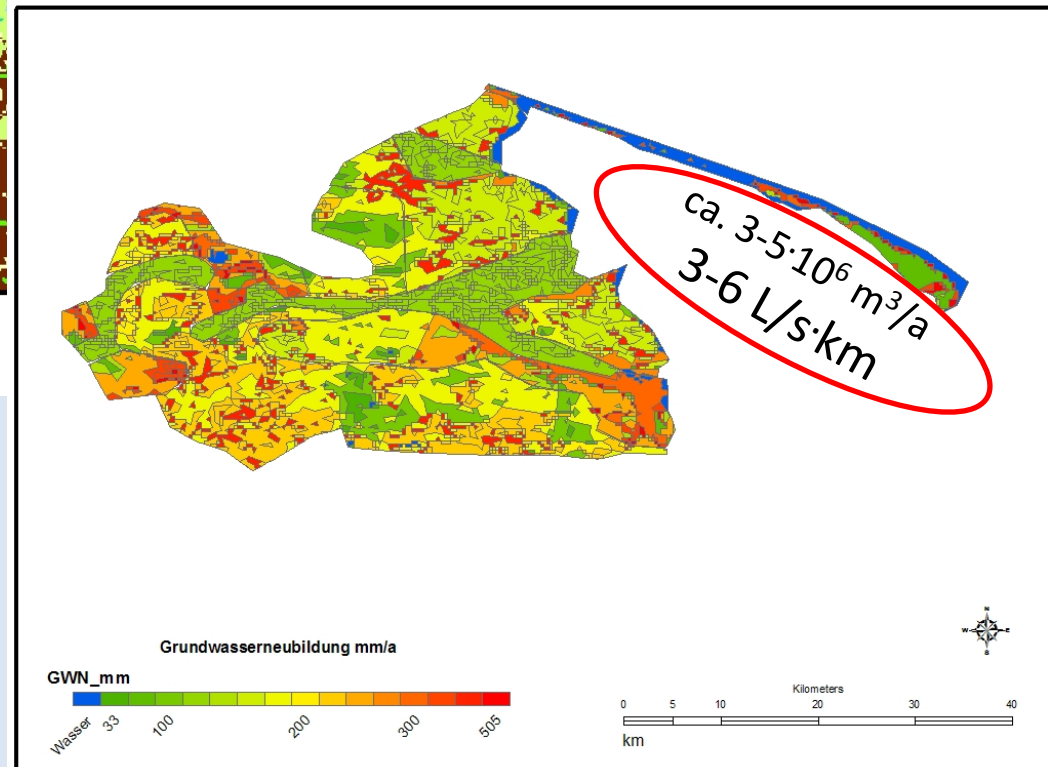 ca. 3-5·10⁶ m³/a
3-6 L/s·km
Grundwasserneubildung mm/a
GWN_mm
Wasser 33 100 200 300 505
N
W E
S
Kilometers
0 5 10 20 30 40
km